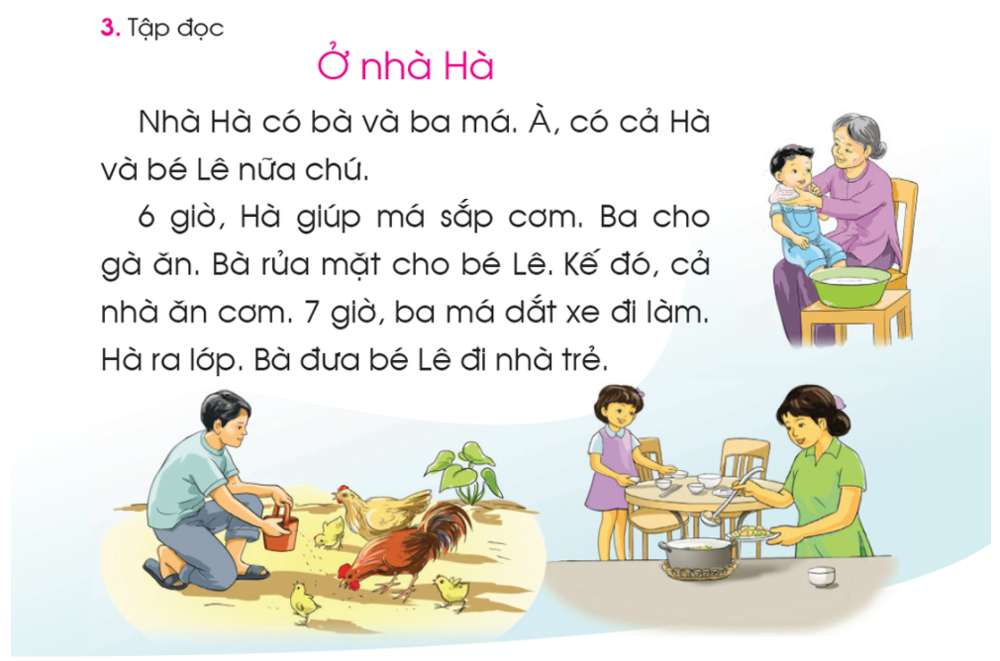 3. Tập đọc
Ở nhà Hà
Nhà Hà có bà và ba má. À, có cả Hà
và bé Lê nữa chứ.
6 giờ, Hà giúp má sắp cơm. Ba cho
gà ăn. Bà rửa mặt cho bé Lê. Kế đó, cả
nhà ăn cơm. 7 giờ, ba má dắt xe đi làm.
Hà ra lớp. Bà đưa bé Lê đi nhà trẻ.